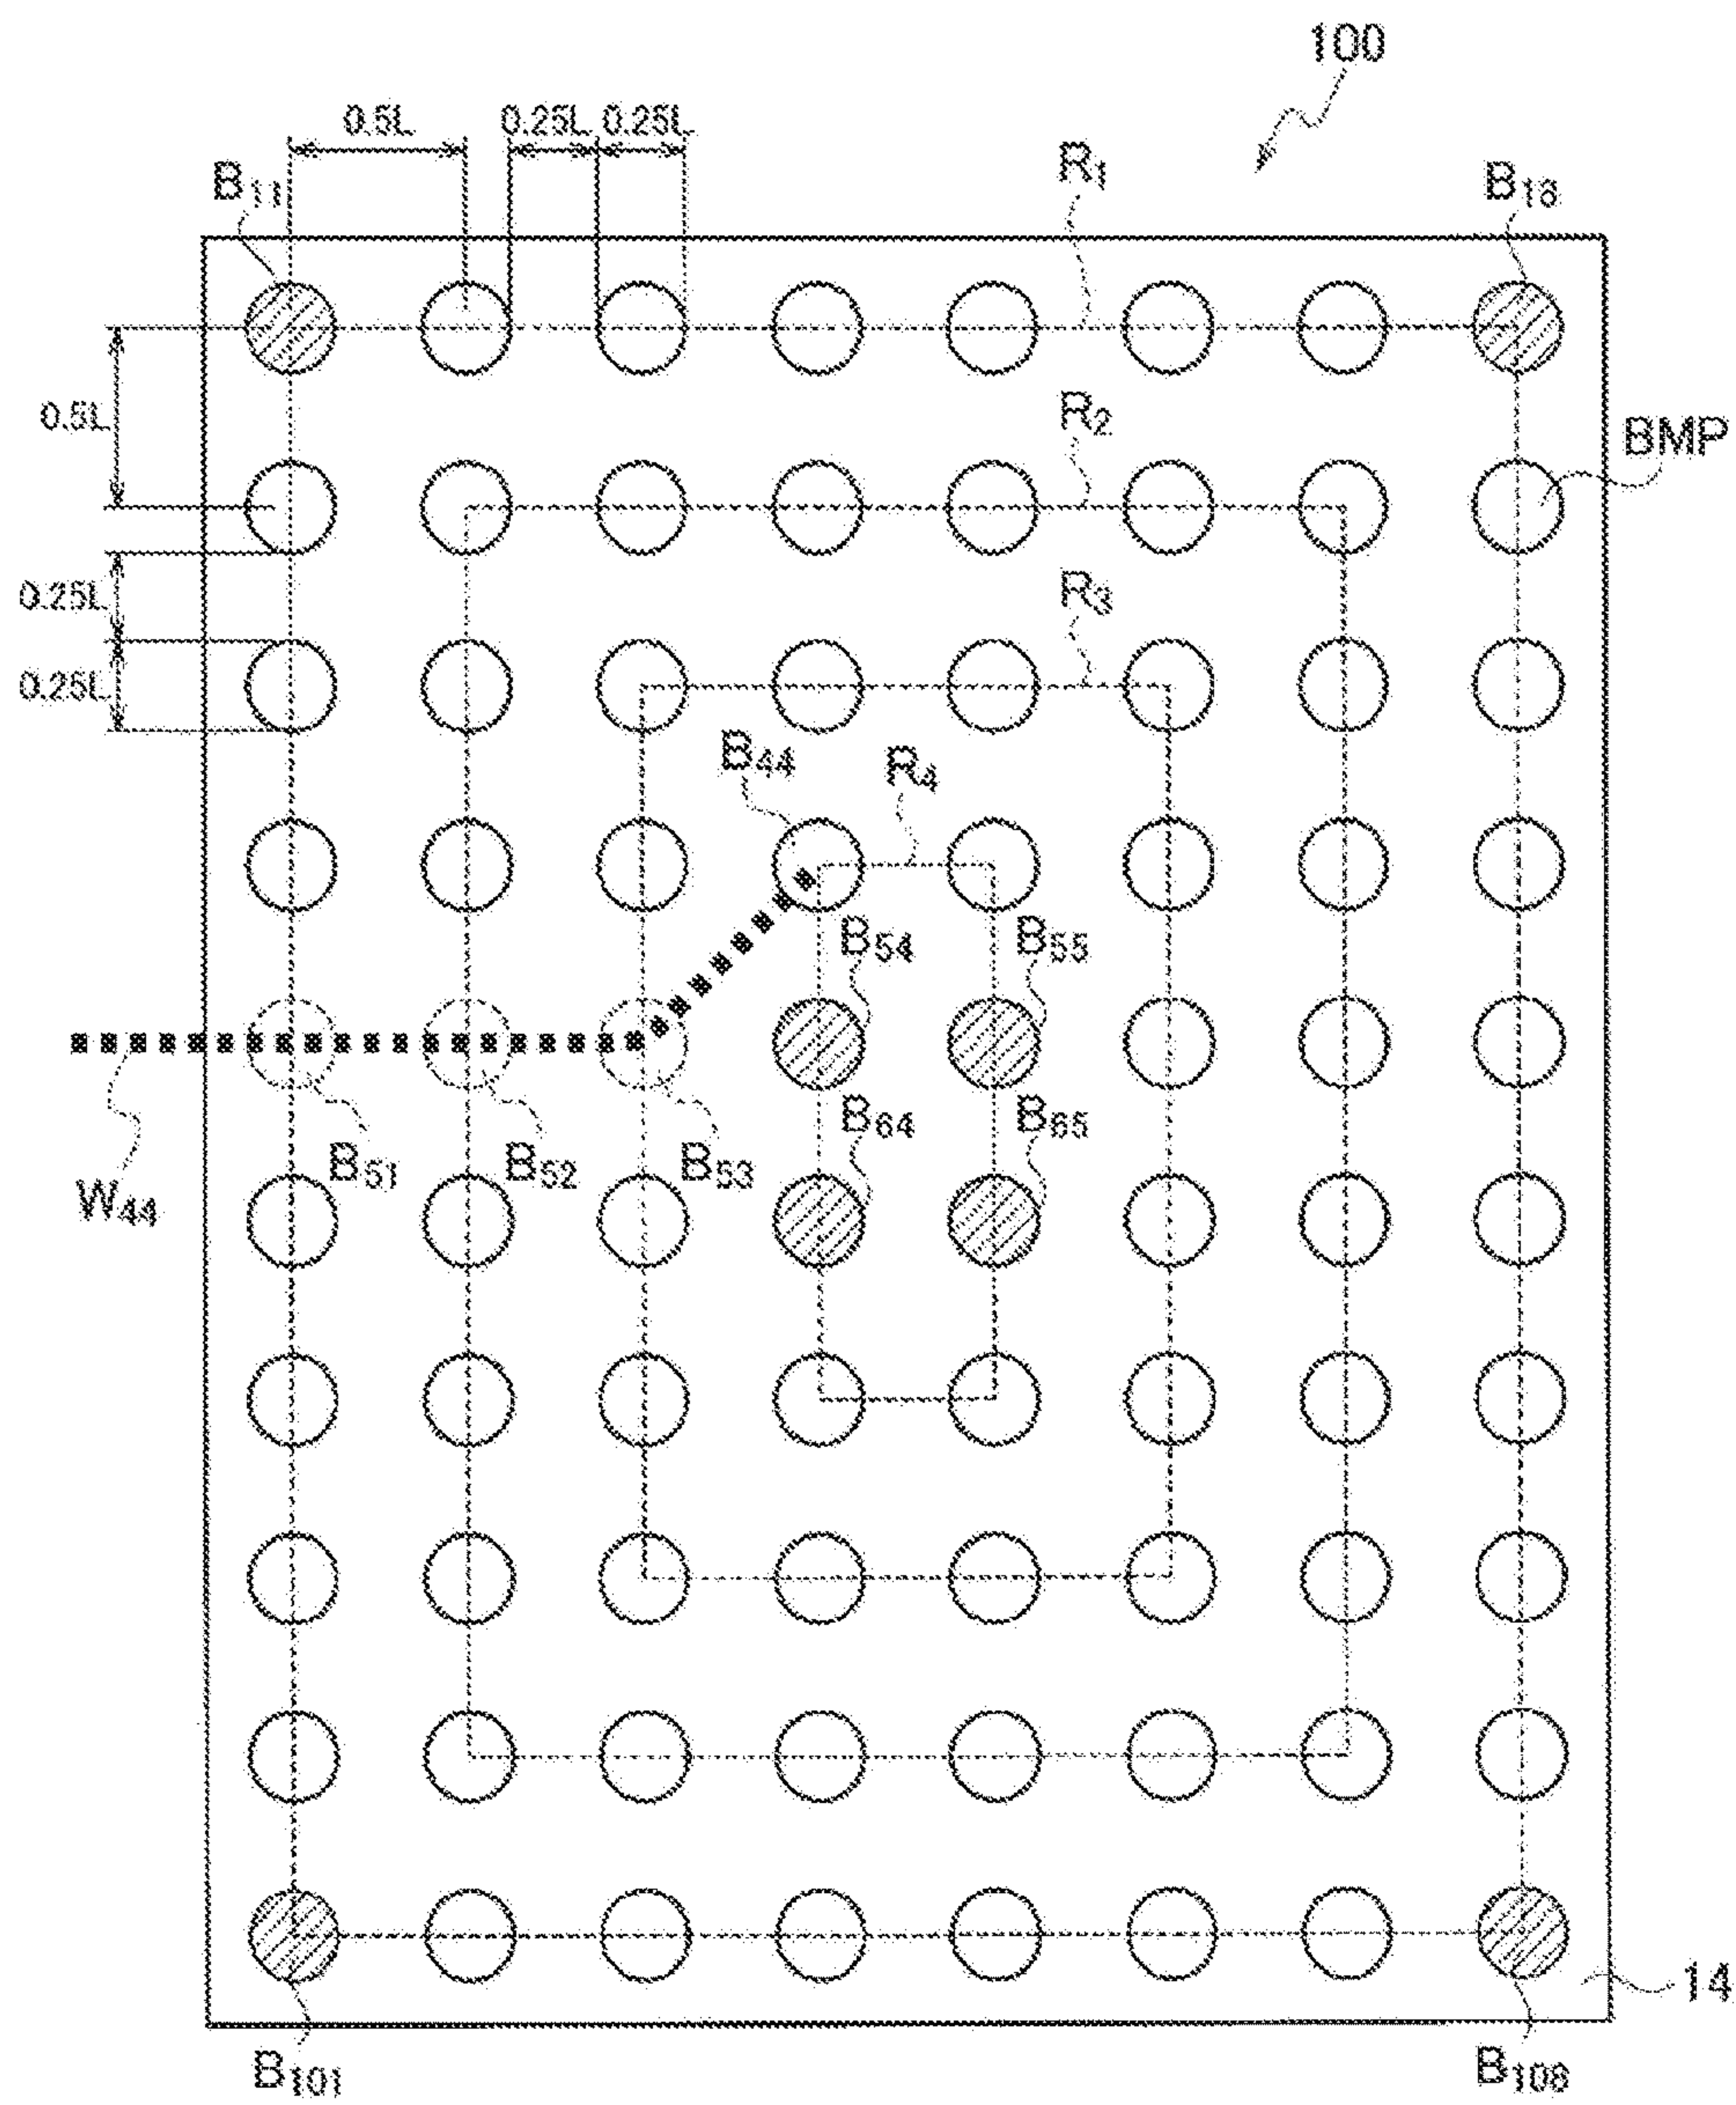 100
0.5L 0.25L 0.25L
B11 R1 B18
0.5L
R2
BMP
0.25L
R3
0.25L
B44 R4
B54 B55
B64 B65
B51 B52 B53
W44
14
B101 B108